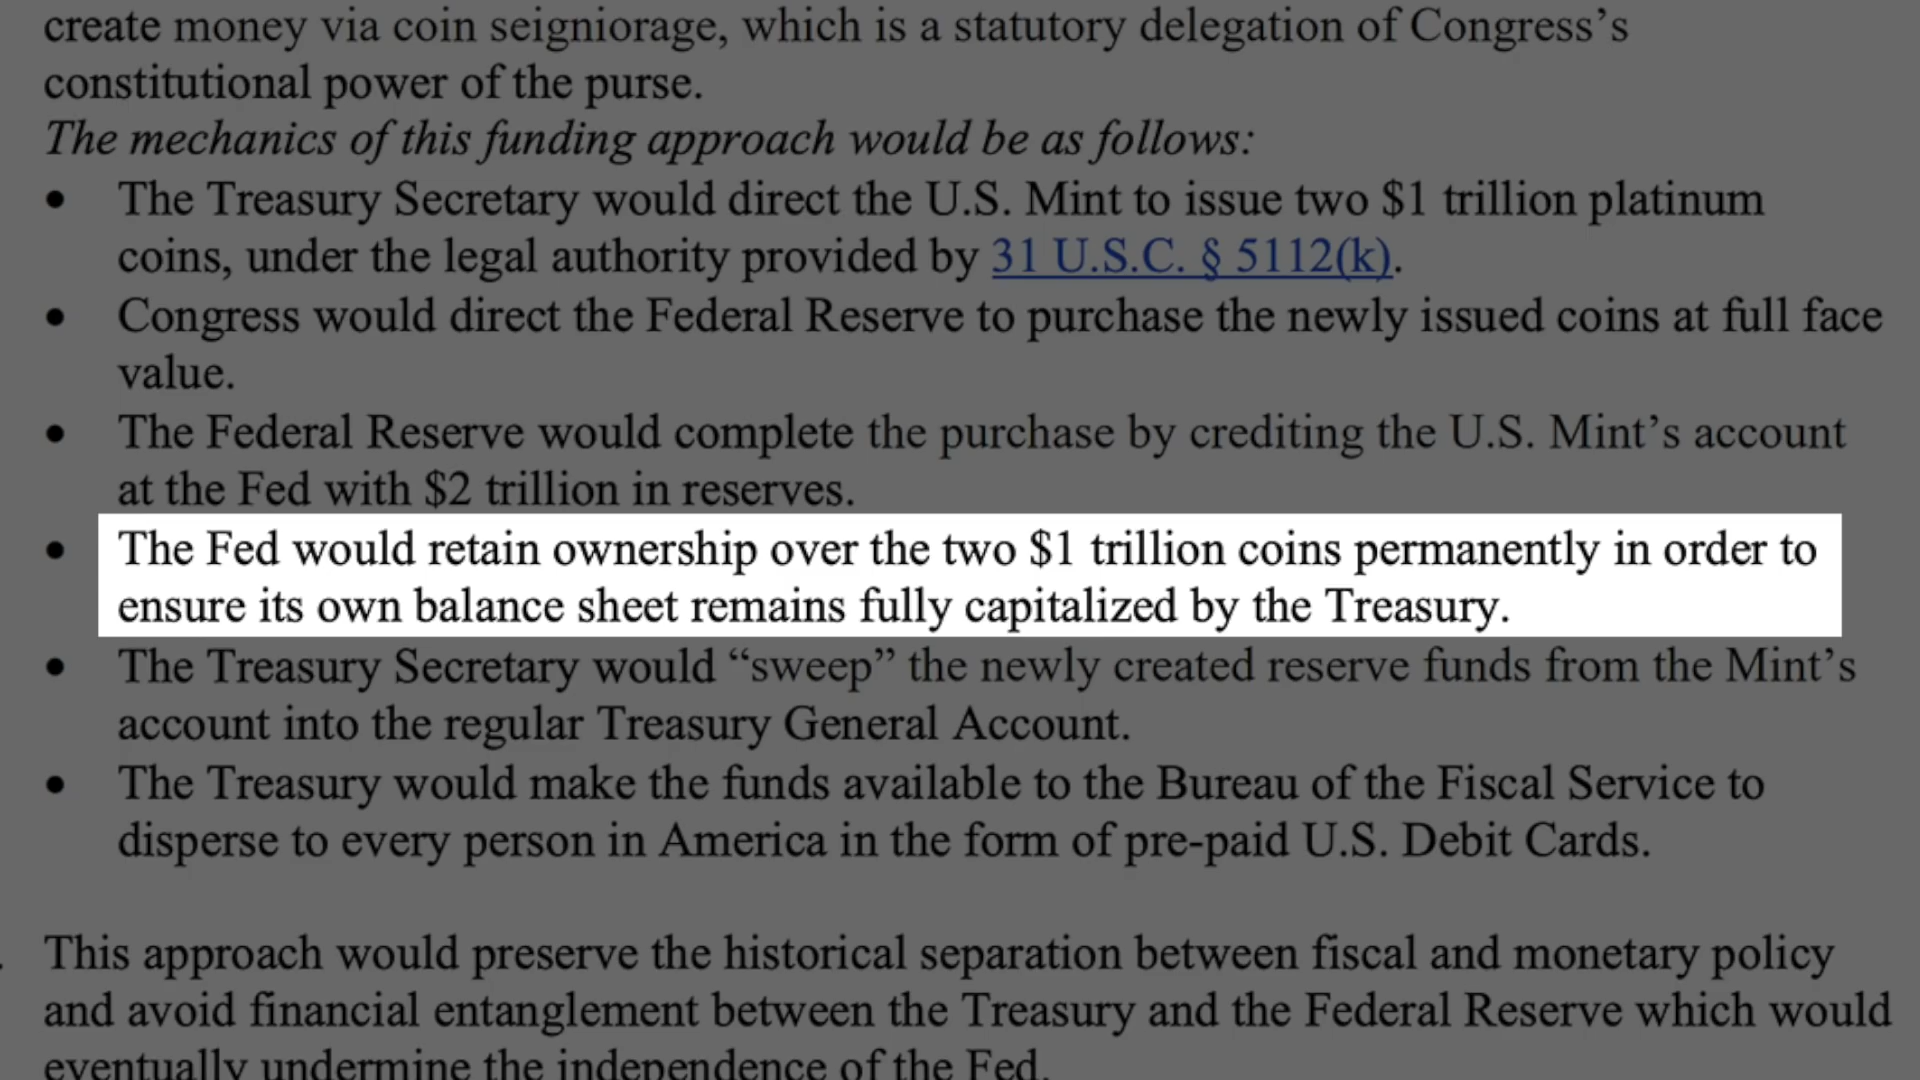 create money via coin seigniorage, which is a statutory delegation of Congress’s
constitutional power of the purse.
The mechanics of this funding approach would be as follows:
• The Treasury Secretary would direct the U.S. Mint to issue two $1 trillion platinum
coins, under the legal authority provided by 31 U.S.C. § 5112(k).
• Congress would direct the Federal Reserve to purchase the newly issued coins at full face
value.
• The Federal Reserve would complete the purchase by crediting the U.S. Mint’s account
at the Fed with $2 trillion in reserves.
• The Fed would retain ownership over the two $1 trillion coins permanently in order to
ensure its own balance sheet remains fully capitalized by the Treasury.
• The Treasury Secretary would “sweep” the newly created reserve funds from the Mint’s
account into the regular Treasury General Account.
• The Treasury would make the funds available to the Bureau of the Fiscal Service to
disperse to every person in America in the form of pre-paid U.S. Debit Cards.
. This approach would preserve the historical separation between fiscal and monetary policy
and avoid financial entanglement between the Treasury and the Federal Reserve which would
eventually undermine the independence of the Fed.